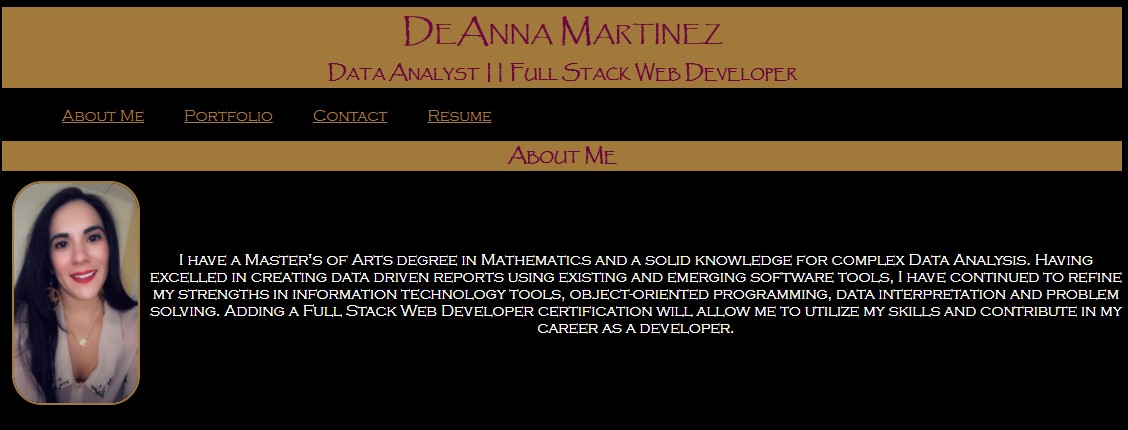 DeAnna Martinez
Data Analyst || Full Stack Web Developer
About Me Portfolio Contact Resume
About Me
I have a Master's of Arts degree in Mathematics and a solid knowledge for complex Data Analysis. Having
excelled in creating data driven reports using existing and emerging software tools, I have continued to refine
my strengths in information technology tools, object-oriented programming, data interpretation and problem
solving. Adding a Full Stack Web Developer certification will allow me to utilize my skills and contribute in my
career as a developer.